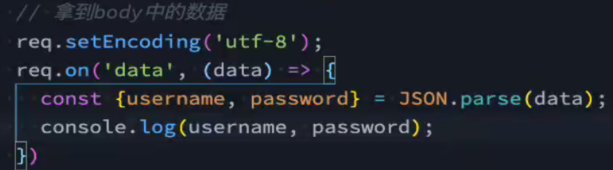 // 拿到body中的数据
req.setEncoding('utf-8');
req.on('data', (data) => {
  const {username, password} = JSON.parse(data);
  console.log(username, password);
})